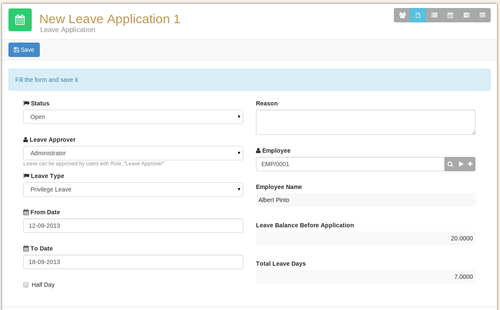 New Leave Application 1
Leave Application
Save
Fill the form and save it
Status
Open
Leave Approver
Administrator
Leave can be approved by users with Role, "Leave Approver"
Leave Type
Privilege Leave
From Date
12-09-2013
To Date
18-09-2013
Half Day
Reason
Employee
EMP/0001
Employee Name
Albert Pinto
Leave Balance Before Application
20.0000
Total Leave Days
7.0000